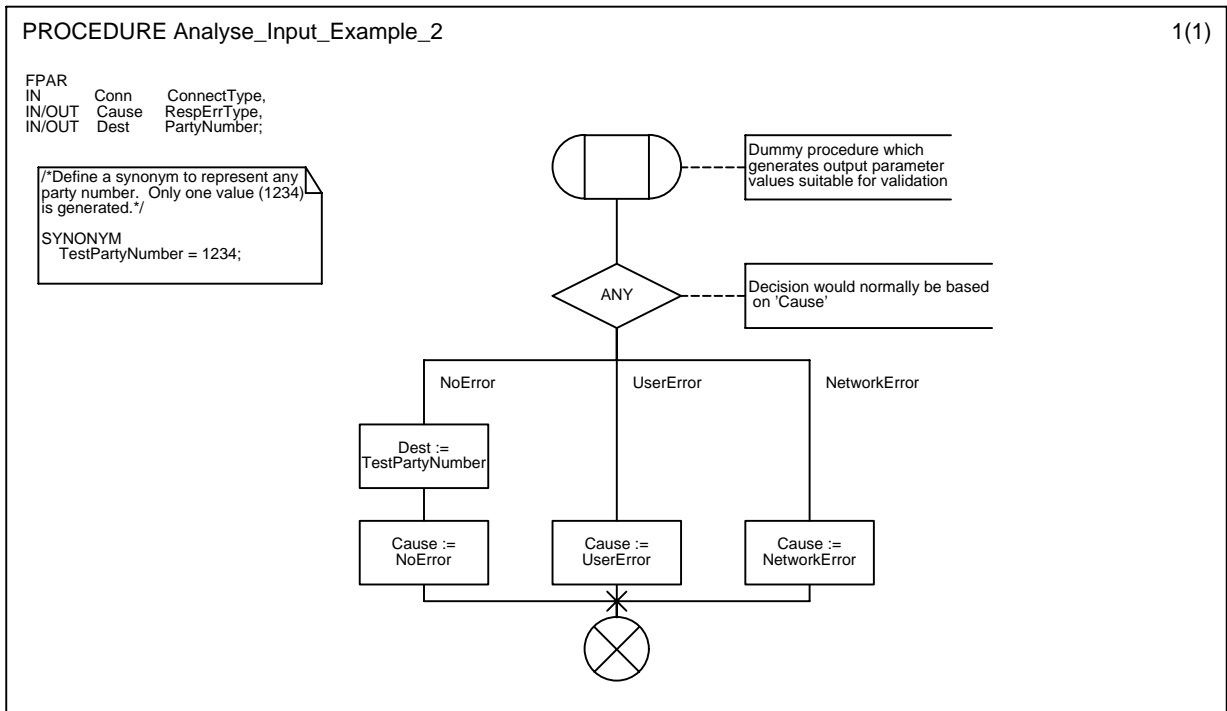 PROCEDURE Analyse_Input_Example_2
1(1)
FPAR
IN Conn ConnectType,
IN/OUT Cause RespErrType,
IN/OUT Dest PartyNumber;
/*Define a synonym to represent any
party number. Only one value (1234)
is generated.*/
SYNONYM
TestPartyNumber = 1234;
Dummy procedure which
generates output parameter
values suitable for validation
ANY
Decision would normally be based
on 'Cause'
NoError
UserError
NetworkError
Dest :=
TestPartyNumber
Cause :=
NoError
Cause :=
UserError
Cause :=
NetworkError